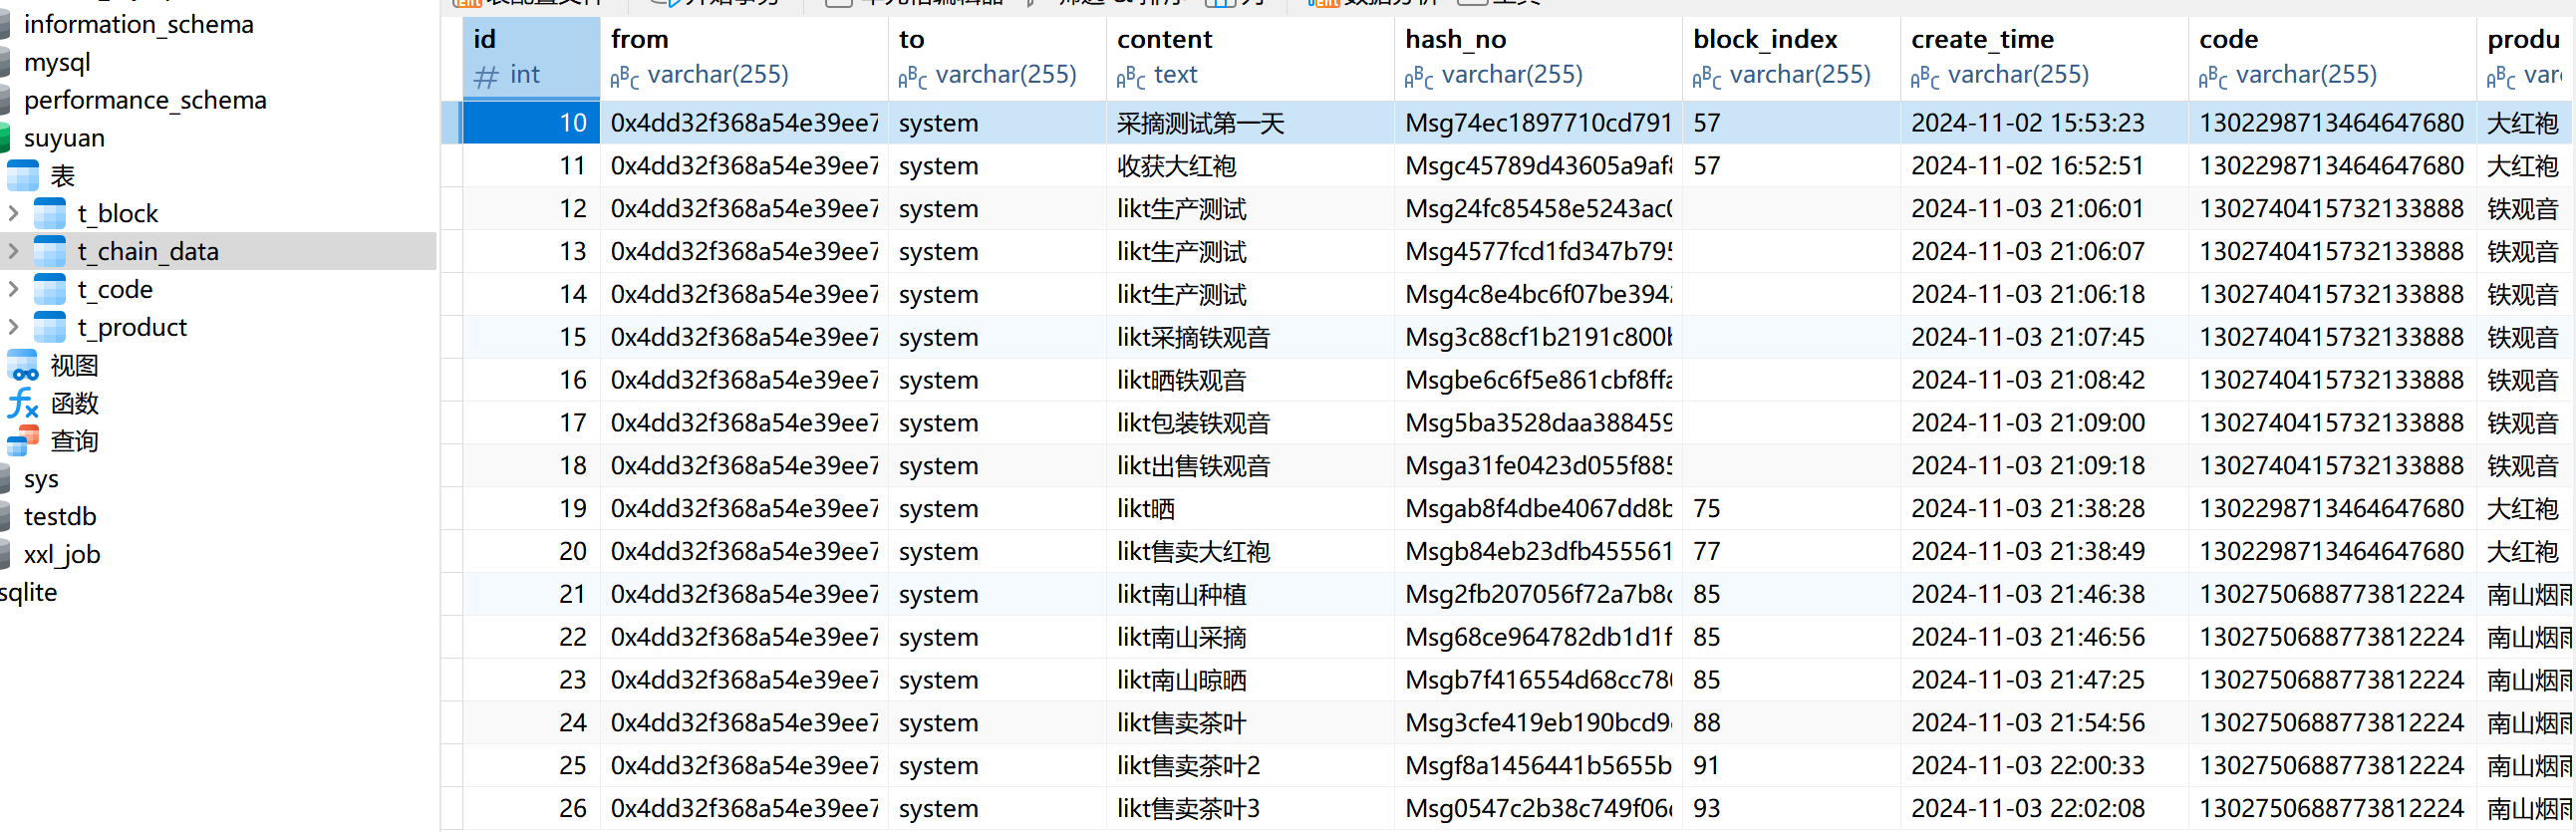 information_schema
mysql
performance_schema
suyuan
表
t_block
t_chain_data
t_code
t_product
视图
函数
查询
sys
testdb
xxl_job
sqlite
id from to content hash_no block_index create_time code produ
# int varchar(255) varchar(255) text varchar(255) varchar(255) varchar(255) varchar(255)
10 0x4dd32f368a54e39ee7 system 采摘测试第一天 Msg74ec1897710cd791 57 2024-11-02 15:53:23 1302298713464647680 大红袍
11 0x4dd32f368a54e39ee7 system 收获大红袍 Msgc45789d43605a9af8 57 2024-11-02 16:52:51 1302298713464647680 大红袍
12 0x4dd32f368a54e39ee7 system likt生产测试 Msg24fc85458e5243ac0 2024-11-03 21:06:01 1302740415732133888 铁观音
13 0x4dd32f368a54e39ee7 system likt生产测试 Msg4577fcd1fd347b795 2024-11-03 21:06:07 1302740415732133888 铁观音
14 0x4dd32f368a54e39ee7 system likt生产测试 Msg4c8e4bc6f07be394 2024-11-03 21:06:18 1302740415732133888 铁观音
15 0x4dd32f368a54e39ee7 system likt采摘铁观音 Msg3c88cf1b2191c800b 2024-11-03 21:07:45 1302740415732133888 铁观音
16 0x4dd32f368a54e39ee7 system likt晒铁观音 Msgbe6c6f5e861cbf8ffa 2024-11-03 21:08:42 1302740415732133888 铁观音
17 0x4dd32f368a54e39ee7 system likt包装铁观音 Msg5ba3528daa388459 2024-11-03 21:09:00 1302740415732133888 铁观音
18 0x4dd32f368a54e39ee7 system likt出售铁观音 Msga31fe0423d055f885 2024-11-03 21:09:18 1302740415732133888 铁观音
19 0x4dd32f368a54e39ee7 system likt晒 Msgab8f4dbe4067dd8b 75 2024-11-03 21:38:28 1302298713464647680 大红袍
20 0x4dd32f368a54e39ee7 system likt售卖大红袍 Msgb84eb23dfb455561 77 2024-11-03 21:38:49 1302298713464647680 大红袍
21 0x4dd32f368a54e39ee7 system likt南山种植 Msg2fb207056f72a7b8c 85 2024-11-03 21:46:38 1302750688773812224 南山烟雨
22 0x4dd32f368a54e39ee7 system likt南山采摘 Msg68ce964782db1d1f 85 2024-11-03 21:46:56 1302750688773812224 南山烟雨
23 0x4dd32f368a54e39ee7 system likt南山晾晒 Msgb7f416554d68cc780 85 2024-11-03 21:47:25 1302750688773812224 南山烟雨
24 0x4dd32f368a54e39ee7 system likt售卖茶叶 Msg3cfe419eb190bcd9 88 2024-11-03 21:54:56 1302750688773812224 南山烟雨
25 0x4dd32f368a54e39ee7 system likt售卖茶叶2 Msgf8a1456441b5655b 91 2024-11-03 22:00:33 1302750688773812224 南山烟雨
26 0x4dd32f368a54e39ee7 system likt售卖茶叶3 Msg0547c2b38c749f06 93 2024-11-03 22:02:08 1302750688773812224 南山烟雨